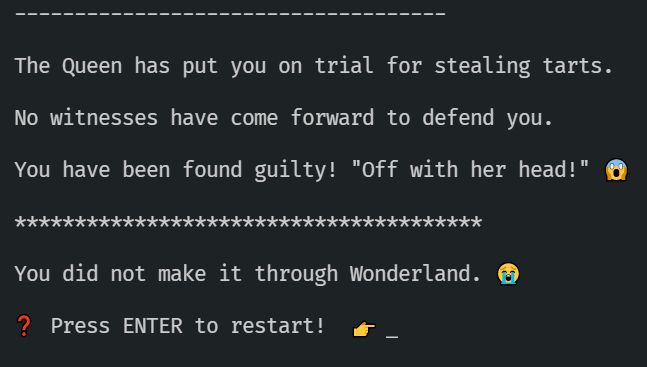 ------------------------------------
The Queen has put you on trial for stealing tarts.
No witnesses have come forward to defend you.
You have been found guilty! "Off with her head!" 😱
***************************************
You did not make it through Wonderland. 😭
❓ Press ENTER to restart! 👉 _